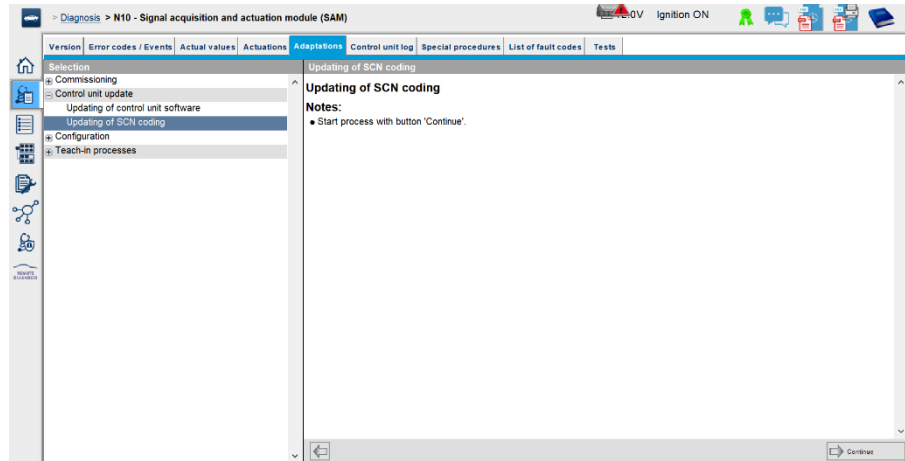 > Diagnosis > N10 - Signal acquisition and actuation module (SAM)
.0V Ignition ON
Version Error codes / Events Actual values Actuations Adaptations Control unit log Special procedures List of fault codes Tests
Selection
Updating of SCN coding
Commissioning
Control unit update
Updating of control unit software
Updating of SCN coding
Configuration
Teach-in processes
Updating of SCN coding
Notes:
• Start process with button 'Continue'.
REMOTE
DIAGNOSIS
Continue